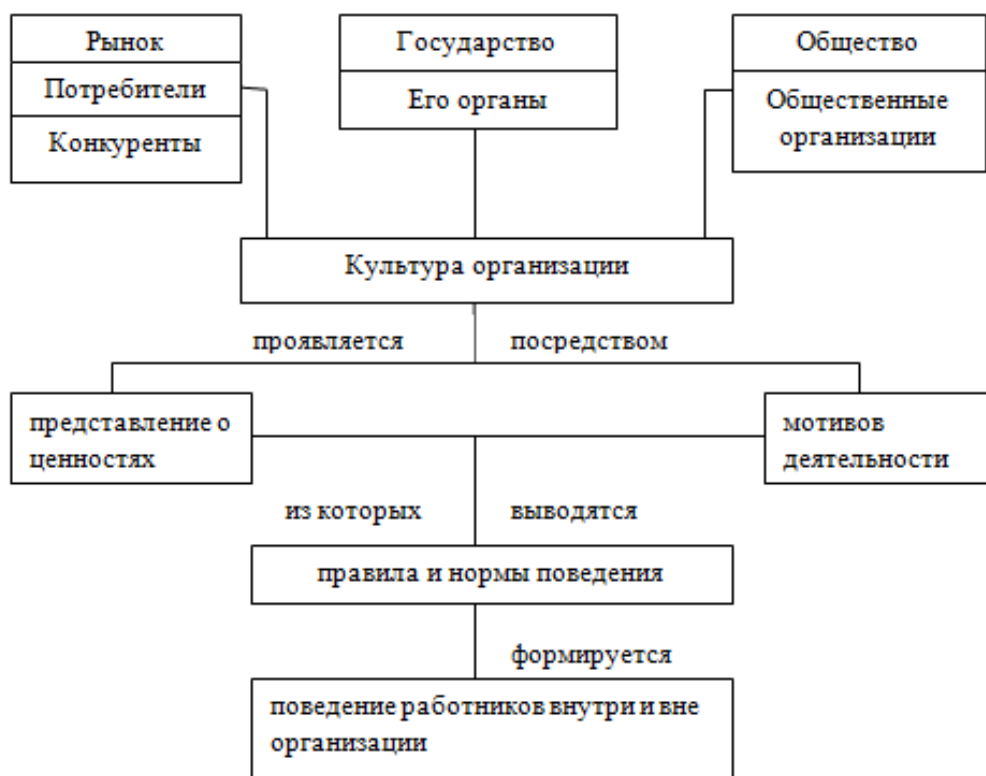 Рынок
Потребители
Конкуренты
Государство
Его органы
Общество
Общественные
организации
Культура организации
проявляется посредством
представление о
ценностях
мотивов
деятельности
из которых выводятся
правила и нормы поведения
формируется
поведение работников внутри и вне
организации